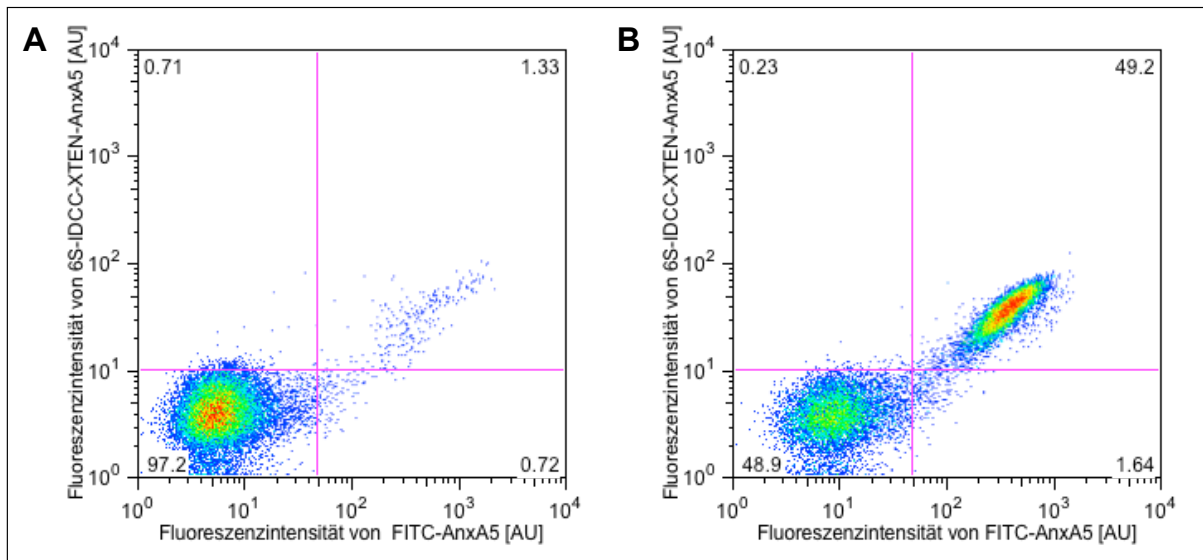 A
Fluoreszenzintensität von 6S-IDCC-XTEN-AnxA5 [AU]
10⁴
10³
10²
10¹
10⁰
0.71
1.33
97.2
0.72
10⁰ 10¹ 10² 10³ 10⁴
Fluoreszenzintensität von FITC-AnxA5 [AU]
B
Fluoreszenzintensität von 6S-IDCC-XTEN-AnxA5 [AU]
10⁴
10³
10²
10¹
10⁰
0.23
49.2
48.9
1.64
10⁰ 10¹ 10² 10³ 10⁴
Fluoreszenzintensität von FITC-AnxA5 [AU]